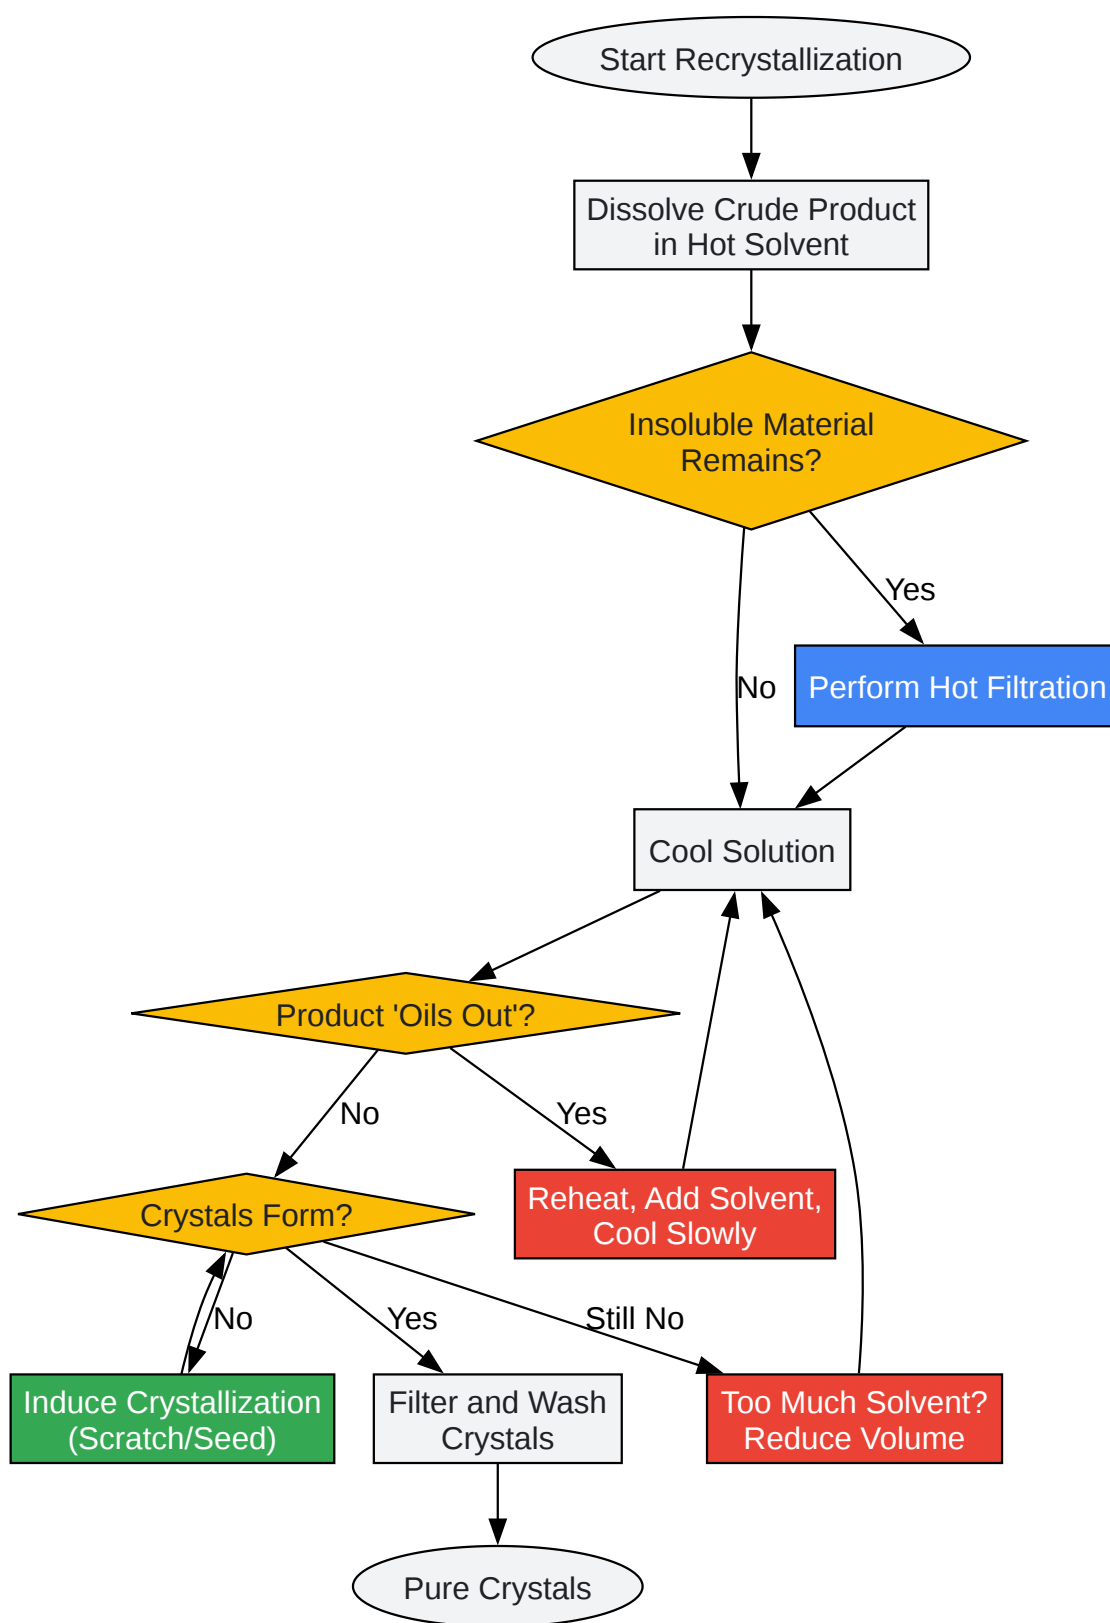 Start Recrystallization
Dissolve Crude Product
in Hot Solvent
Insoluble Material
Remains?
Yes
No
Perform Hot Filtration
Cool Solution
Product 'Oils Out'?
No
Yes
Crystals Form?
Reheat, Add Solvent,
Cool Slowly
No
Yes
Still No
Induce Crystallization
(Scratch/Seed)
Filter and Wash
Crystals
Too Much Solvent?
Reduce Volume
Pure Crystals